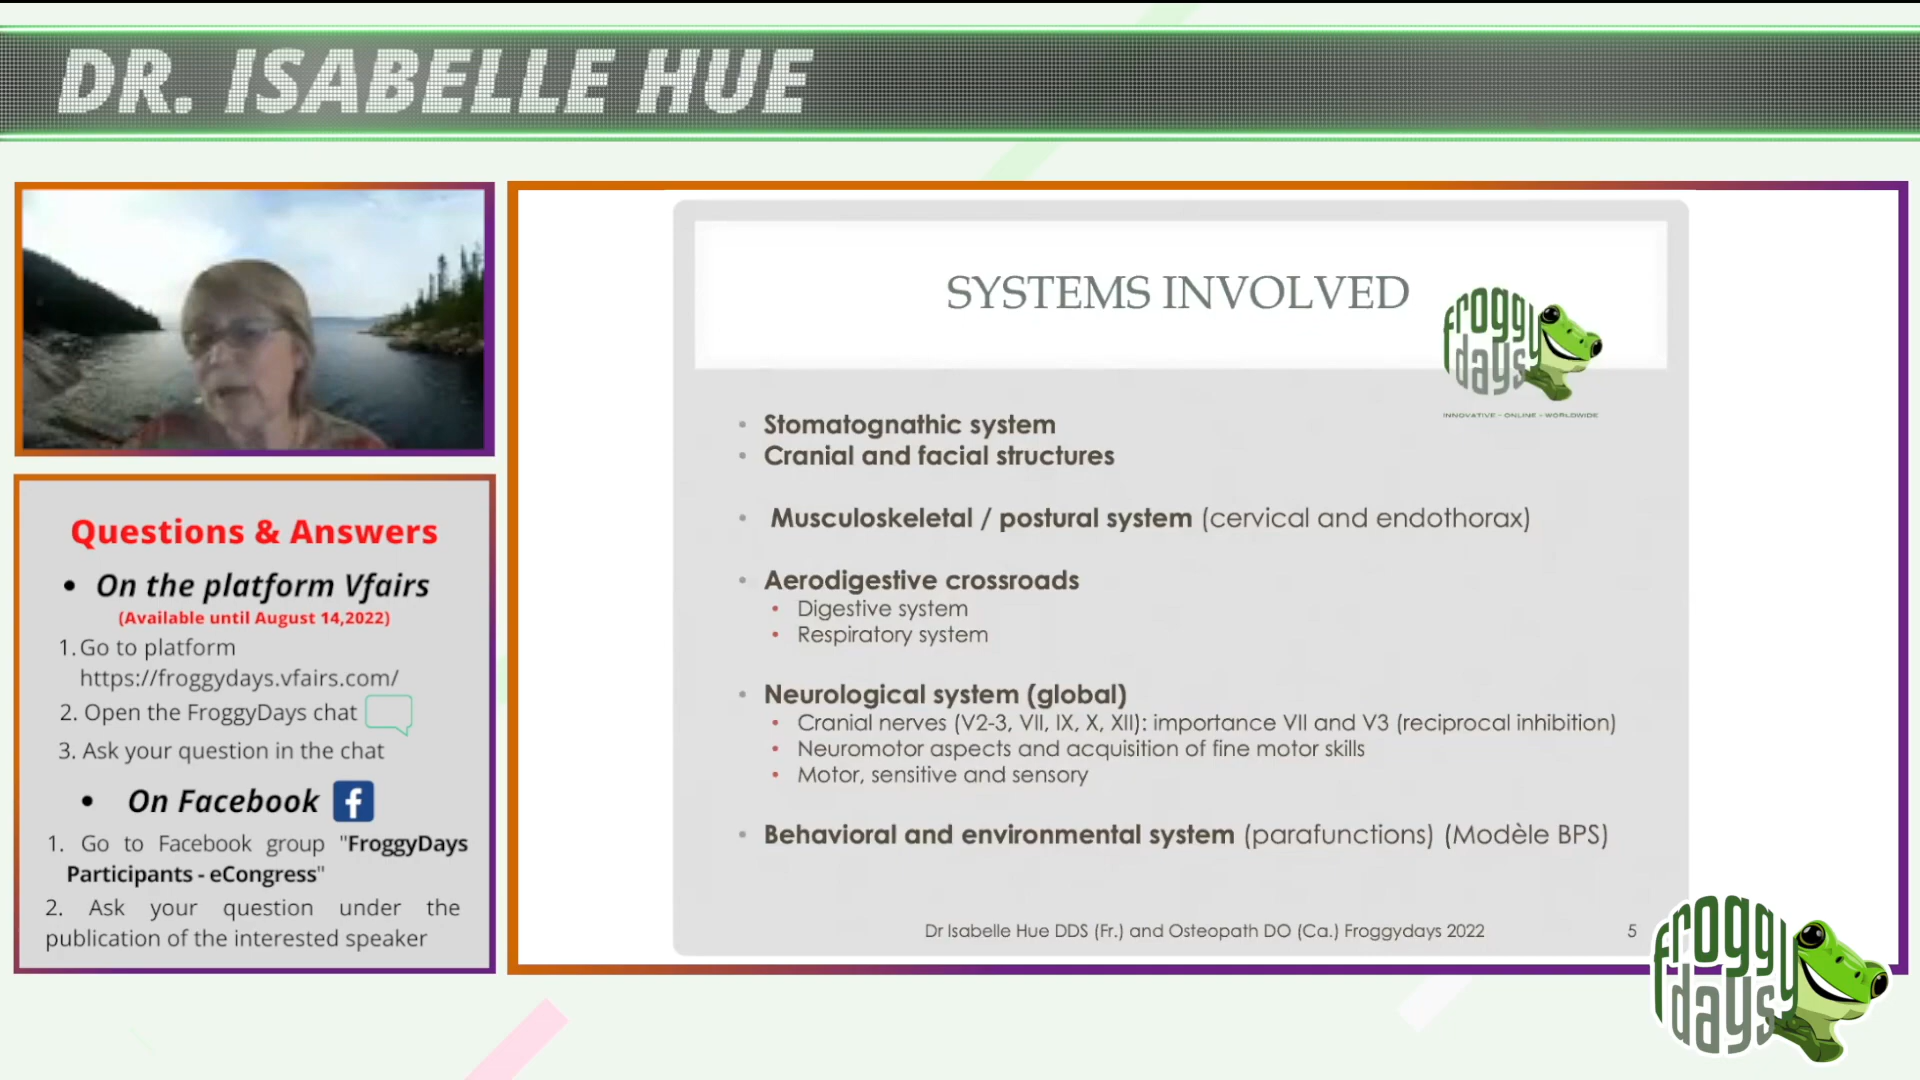 DR. ISABELLE HUE
SYSTEMS INVOLVED
froggy
days
INNOVATIVE - ONLINE - WORLDWIDE
• Stomatognathic system
• Cranial and facial structures
• Musculoskeletal / postural system (cervical and endothorax)
• Aerodigestive crossroads
• Digestive system
• Respiratory system
• Neurological system (global)
• Cranial nerves (V2-3, VII, IX, X, XII): importance VII and V3 (reciprocal inhibition)
• Neuromotor aspects and acquisition of fine motor skills
• Motor, sensitive and sensory
• Behavioral and environmental system (parafunctions) (Modèle BPS)
Dr Isabelle Hue DDS (Fr.) and Osteopath DO (Ca.) Froggydays 2022
5
Questions & Answers
• On the platform Vfairs
(Available until August 14,2022)
1. Go to platform
https://froggydays.vfairs.com/
2. Open the FroggyDays chat
3. Ask your question in the chat
• On Facebook f
1. Go to Facebook group "FroggyDays
Participants - eCongress"
2. Ask your question under the
publication of the interested speaker
froggy
days